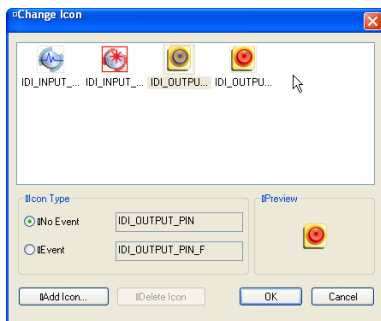 Change Icon
IDI_INPUT_... IDI_INPUT_... IDI_OUTPU... IDI_OUTPU...
Icon Type
No Event IDI_OUTPUT_PIN
Event IDI_OUTPUT_PIN_F
Preview
Add Icon... Delete Icon OK Cancel